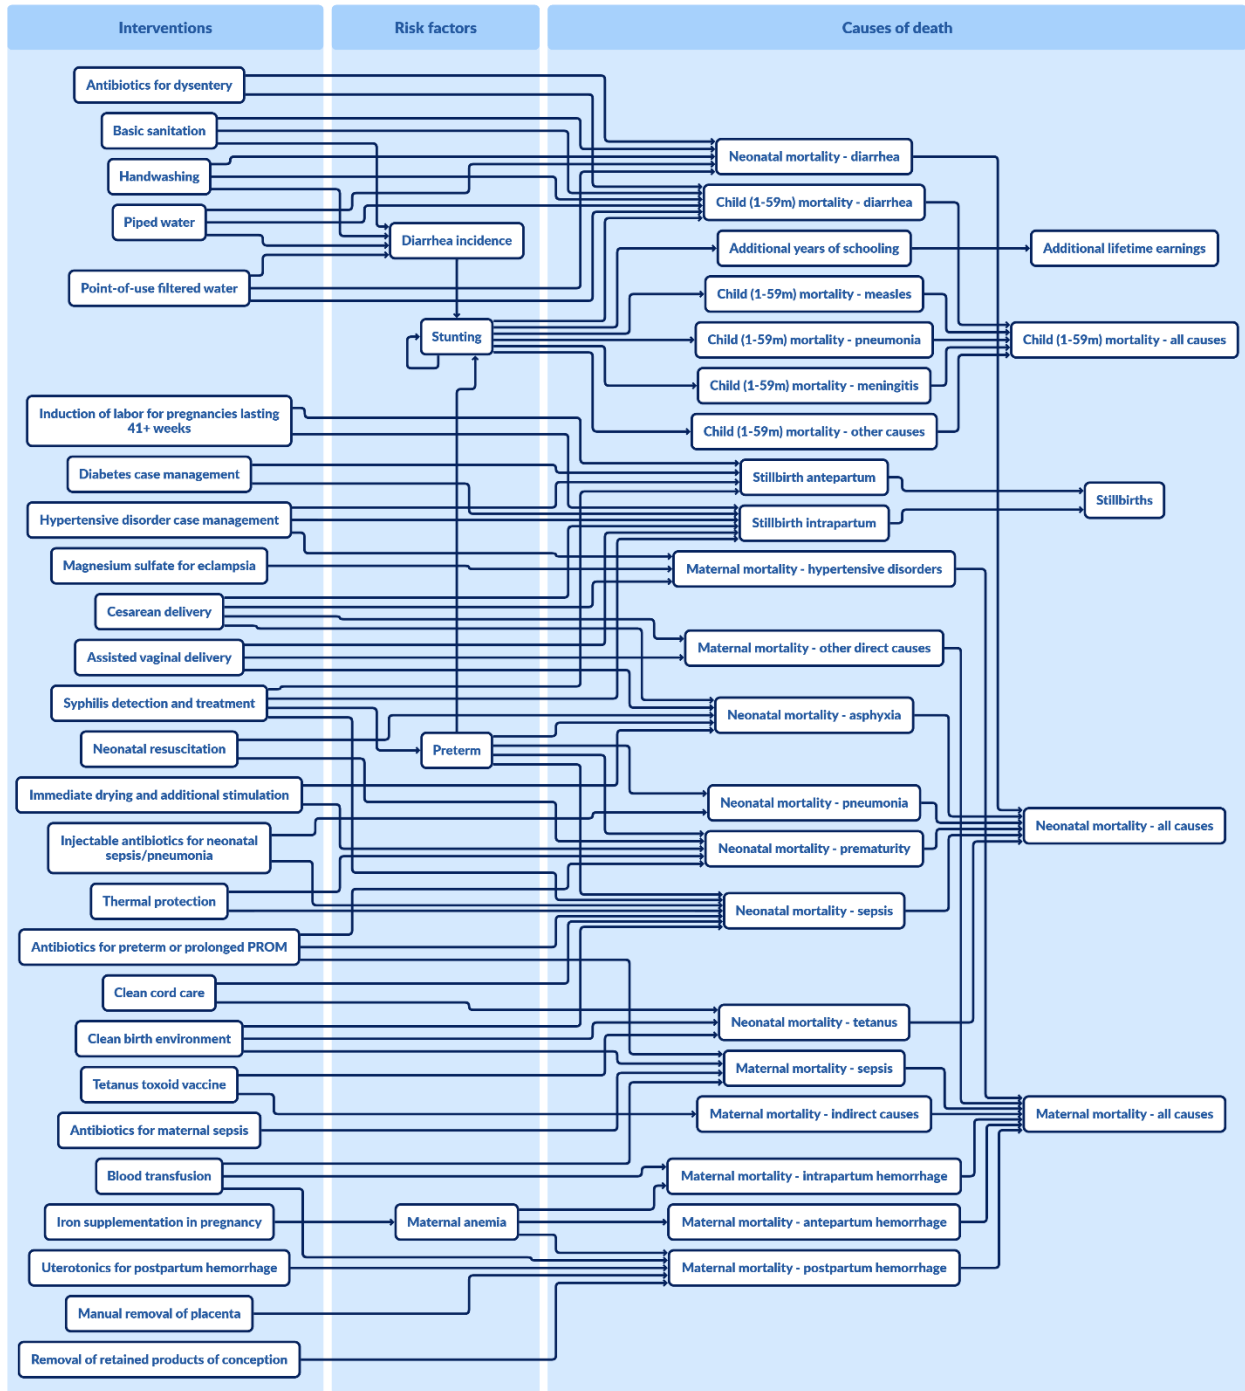 Interventions
Risk factors
Causes of death
Antibiotics for dysentery
Basic sanitation
Handwashing
Piped water
Point-of-use filtered water
Induction of labor for pregnancies lasting
41+ weeks
Diabetes case management
Hypertensive disorder case management
Magnesium sulfate for eclampsia
Cesarean delivery
Assisted vaginal delivery
Syphilis detection and treatment
Neonatal resuscitation
Immediate drying and additional stimulation
Injectable antibiotics for neonatal
sepsis/pneumonia
Thermal protection
Antibiotics for preterm or prolonged PROM
Clean cord care
Clean birth environment
Tetanus toxoid vaccine
Antibiotics for maternal sepsis
Blood transfusion
Iron supplementation in pregnancy
Uterotonics for postpartum hemorrhage
Manual removal of placenta
Removal of retained products of conception
Diarrhea incidence
Stunting
Preterm
Maternal anemia
Neonatal mortality - diarrhea
Child (1-59m) mortality - diarrhea
Additional years of schooling
Child (1-59m) mortality - measles
Child (1-59m) mortality - pneumonia
Child (1-59m) mortality - meningitis
Child (1-59m) mortality - other causes
Stillbirth antepartum
Stillbirth intrapartum
Maternal mortality - hypertensive disorders
Maternal mortality - other direct causes
Neonatal mortality - asphyxia
Neonatal mortality - pneumonia
Neonatal mortality - prematurity
Neonatal mortality - sepsis
Neonatal mortality - tetanus
Maternal mortality - sepsis
Maternal mortality - indirect causes
Maternal mortality - intrapartum hemorrhage
Maternal mortality - antepartum hemorrhage
Maternal mortality - postpartum hemorrhage
Additional lifetime earnings
Child (1-59m) mortality - all causes
Stillbirths
Neonatal mortality - all causes
Maternal mortality - all causes